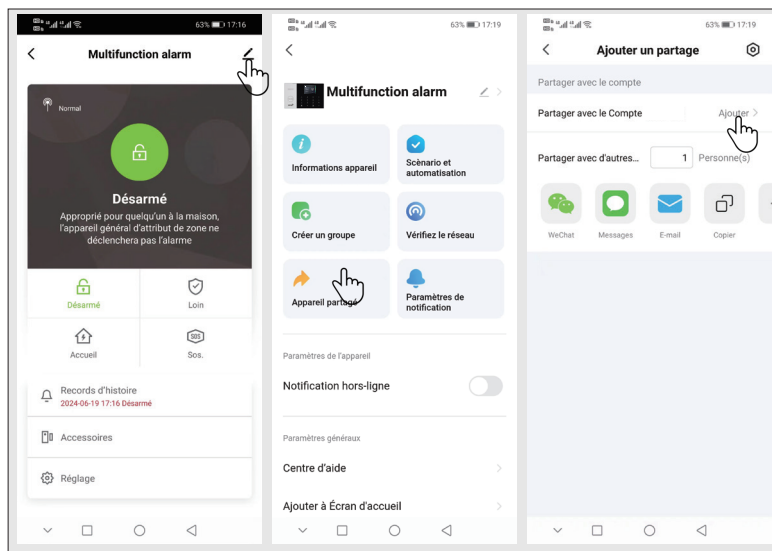 63% 17:16
Multifunction alarm
Normal
Désarmé
Approprié pour quelqu'un à la maison,
l'appareil général d'attribut de zone ne
déclenchera pas l'alarme
Désarmé
Loin
Accueil
SOS
Sos.
Records d'histoire
2024-06-19 17:16 Désarmé
Accessoires
Réglage
63% 17:19
Multifunction alarm
Informations appareil
Scènario et
automatisation
Créer un groupe
Vérifiez le réseau
Appareil partagé
Paramètres de
notification
Paramètres de l'appareil
Notification hors-ligne
Paramètres généraux
Centre d'aide
Ajouter à Écran d'accueil
63% 17:19
Ajouter un partage
Partager avec le compte
Partager avec le Compte
Ajouter
Partager avec d'autres...
1
Personne(s)
WeChat
Messages
E-mail
Copier